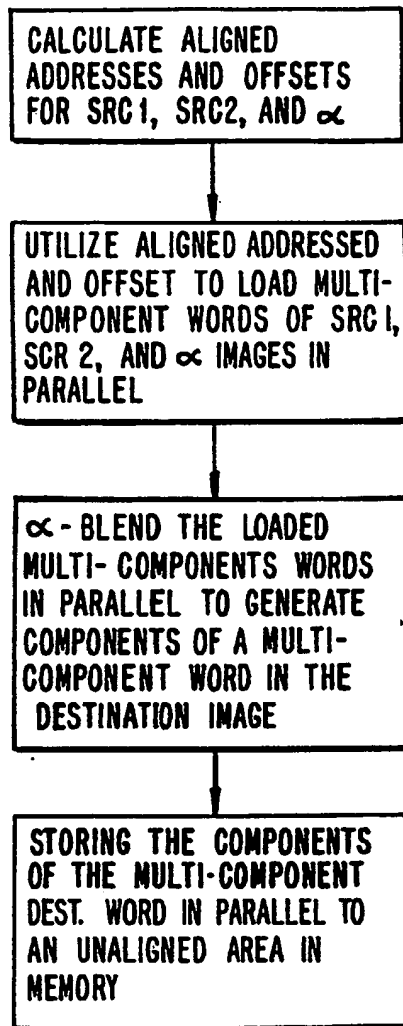 CALCULATE ALIGNED
ADDRESSES AND OFFSETS
FOR SRC1, SRC2, AND ∝
UTILIZE ALIGNED ADDRESSED
AND OFFSET TO LOAD MULTI-
COMPONENT WORDS OF SRC1,
SCR 2, AND ∝ IMAGES IN
PARALLEL
∝ - BLEND THE LOADED
MULTI- COMPONENTS WORDS
IN PARALLEL TO GENERATE
COMPONENTS OF A MULTI-
COMPONENT WORD IN THE
DESTINATION IMAGE
STORING THE COMPONENTS
OF THE MULTI-COMPONENT
DEST. WORD IN PARALLEL TO
AN UNALIGNED AREA IN
MEMORY